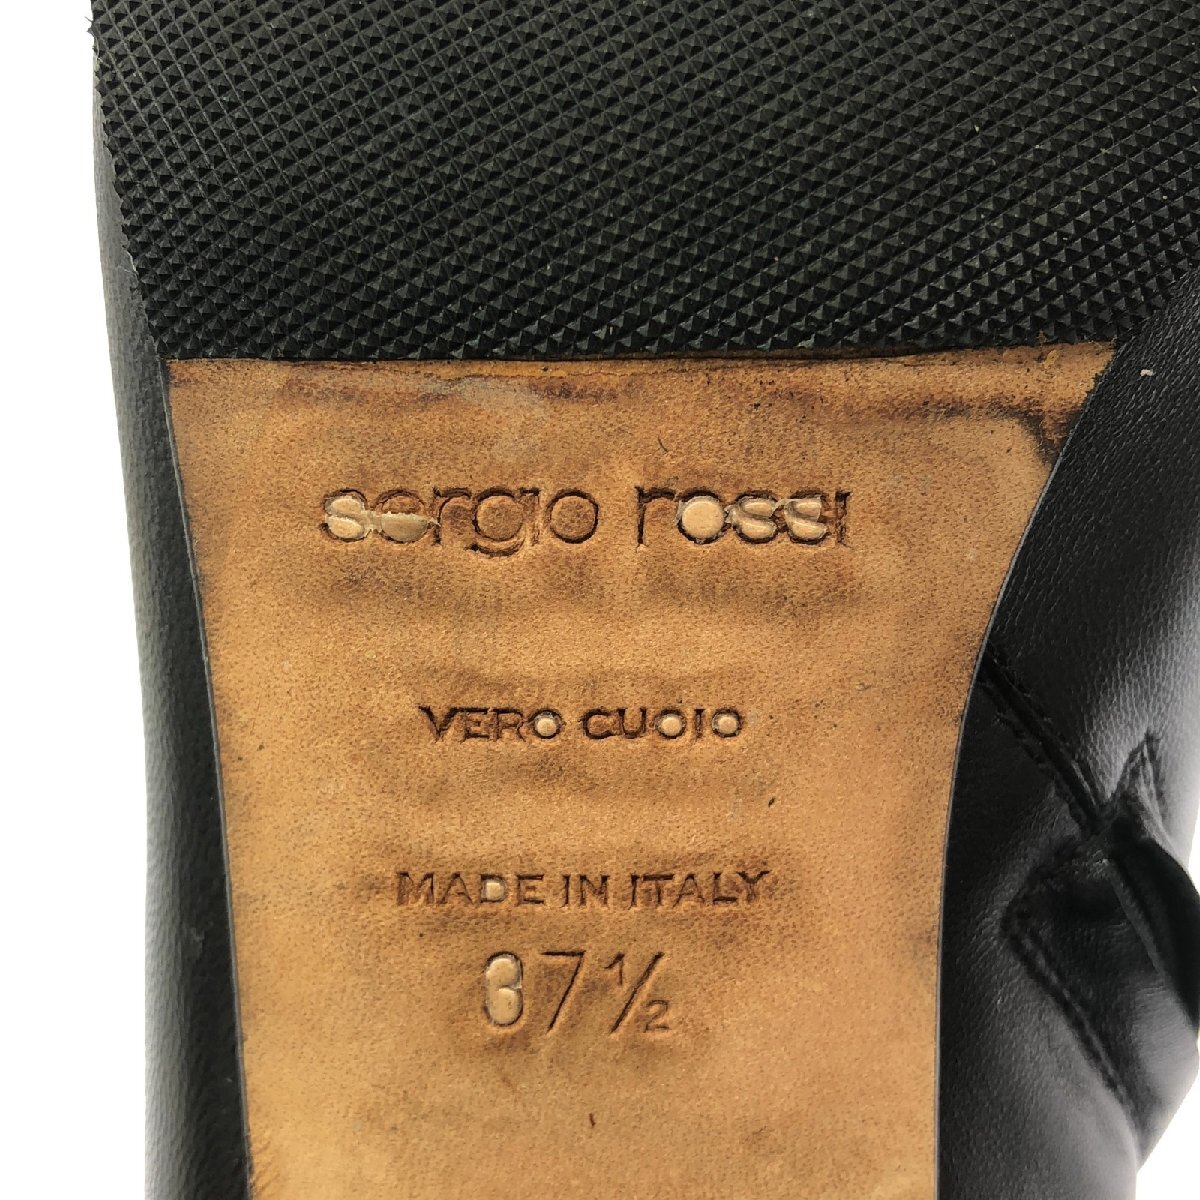 sergio rossi
VERO CUOIO
MADE IN ITALY
37½